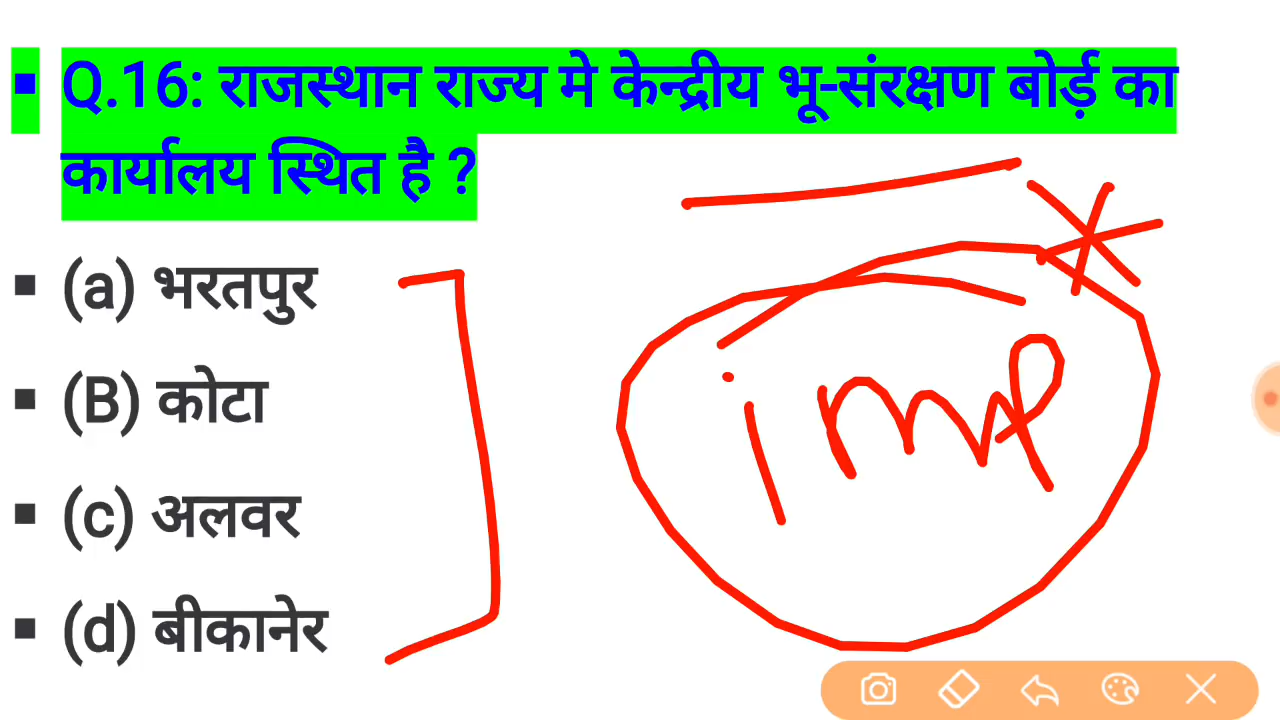 ▪ Q.16: राजस्थान राज्य मे केन्द्रीय भू-संरक्षण बोर्ड़ का
कार्यालय स्थित है ?
▪ (a) भरतपुर
▪ (B) कोटा
▪ (c) अलवर
▪ (d) बीकानेर
imp